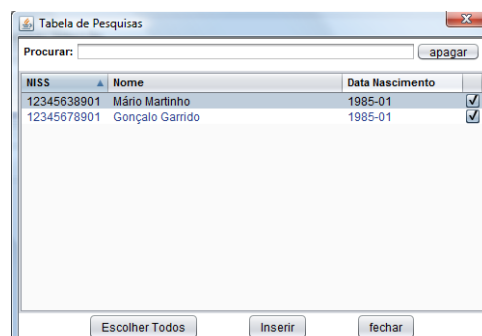 Tabela de Pesquisas
Procurar: apagar
NISS Nome Data Nascimento
12345638901 Mário Martinho 1985-01
12345678901 Gonçalo Garrido 1985-01
Escolher Todos Inserir fechar